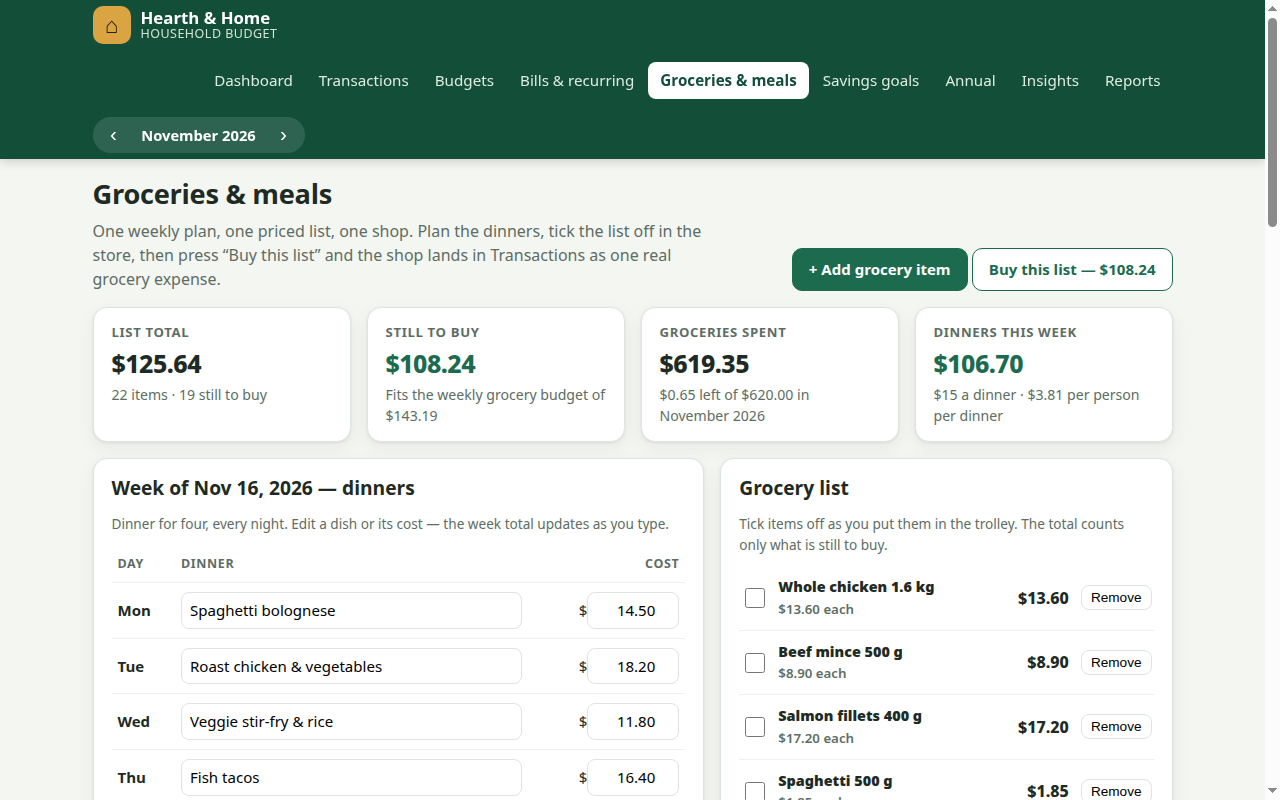 Hearth & Home
HOUSEHOLD BUDGET
Dashboard Transactions Budgets Bills & recurring Groceries & meals Savings goals Annual Insights Reports
‹ November 2026 ›
Groceries & meals
One weekly plan, one priced list, one shop. Plan the dinners, tick the list off in the
store, then press “Buy this list” and the shop lands in Transactions as one real
grocery expense.
+ Add grocery item
Buy this list — $108.24
LIST TOTAL
$125.64
22 items · 19 still to buy
STILL TO BUY
$108.24
Fits the weekly grocery budget of
$143.19
GROCERIES SPENT
$619.35
$0.65 left of $620.00 in
November 2026
DINNERS THIS WEEK
$106.70
$15 a dinner · $3.81 per person
per dinner
Week of Nov 16, 2026 — dinners
Dinner for four, every night. Edit a dish or its cost — the week total updates as you type.
DAY DINNER COST
Mon Spaghetti bolognese $ 14.50
Tue Roast chicken & vegetables $ 18.20
Wed Veggie stir-fry & rice $ 11.80
Thu Fish tacos $ 16.40
Grocery list
Tick items off as you put them in the trolley. The total counts
only what is still to buy.
Whole chicken 1.6 kg
$13.60 each
$13.60 Remove
Beef mince 500 g
$8.90 each
$8.90 Remove
Salmon fillets 400 g
$17.20 each
$17.20 Remove
Spaghetti 500 g
$1.85 Remove